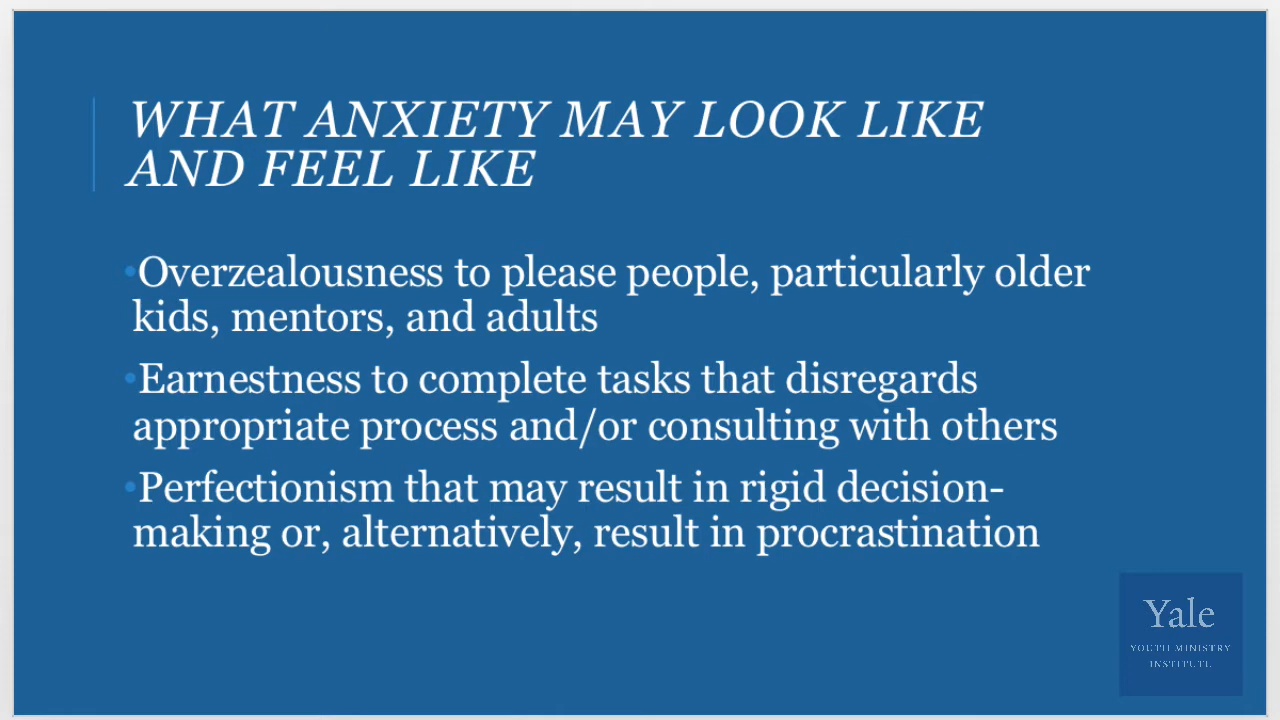 WHAT ANXIETY MAY LOOK LIKE
AND FEEL LIKE
•Overzealousness to please people, particularly older
kids, mentors, and adults
•Earnestness to complete tasks that disregards
appropriate process and/or consulting with others
•Perfectionism that may result in rigid decision-
making or, alternatively, result in procrastination
Yale
YOUTH MINISTRY
INSTITUTE